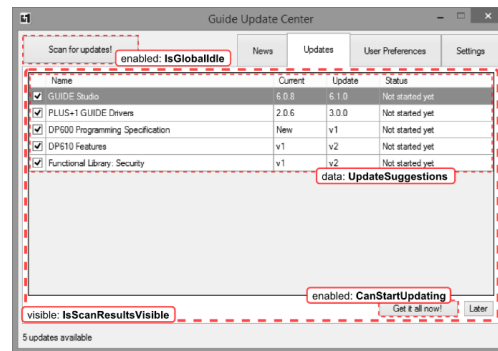 Guide Update Center
Scan for updates!
enabled: IsGlobalIdle
News Updates User Preferences Settings
Name Current Update Status
GUIDE Studio 6.0.8 6.1.0 Not started yet
PLUS+1 GUIDE Drivers 2.0.6 3.0.0 Not started yet
DP600 Programming Specification New v1 Not started yet
DP610 Features v1 v2 Not started yet
Functional Library: Security v1 v2 Not started yet
data: UpdateSuggestions
enabled: CanStartUpdating
visible: IsScanResultsVisible
Get it all now! Later
5 updates available